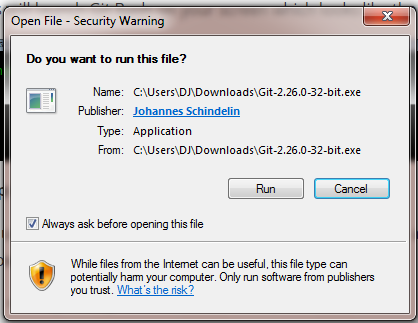 Open File - Security Warning
Do you want to run this file?
Name: C:\Users\DJ\Downloads\Git-2.26.0-32-bit.exe
Publisher: Johannes Schindelin
Type: Application
From: C:\Users\DJ\Downloads\Git-2.26.0-32-bit.exe
Run Cancel
Always ask before opening this file
While files from the Internet can be useful, this file type can
potentially harm your computer. Only run software from publishers
you trust. What's the risk?